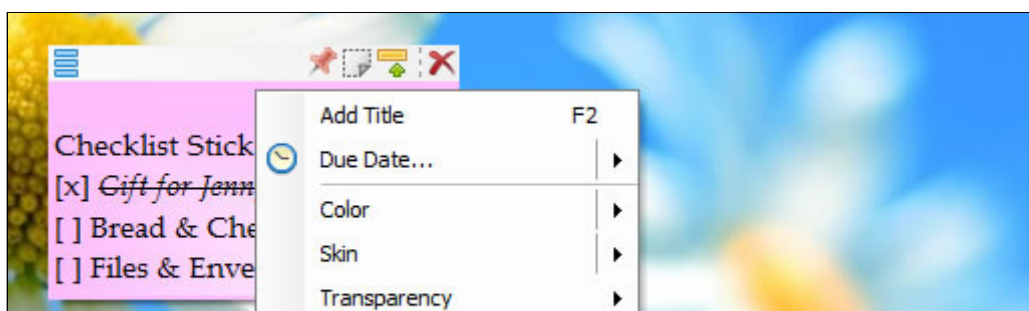 Checklist Stick
[x] Gift for Jenn
[ ] Bread & Che
[ ] Files & Enve
Add Title F2
Due Date...
Color
Skin
Transparency